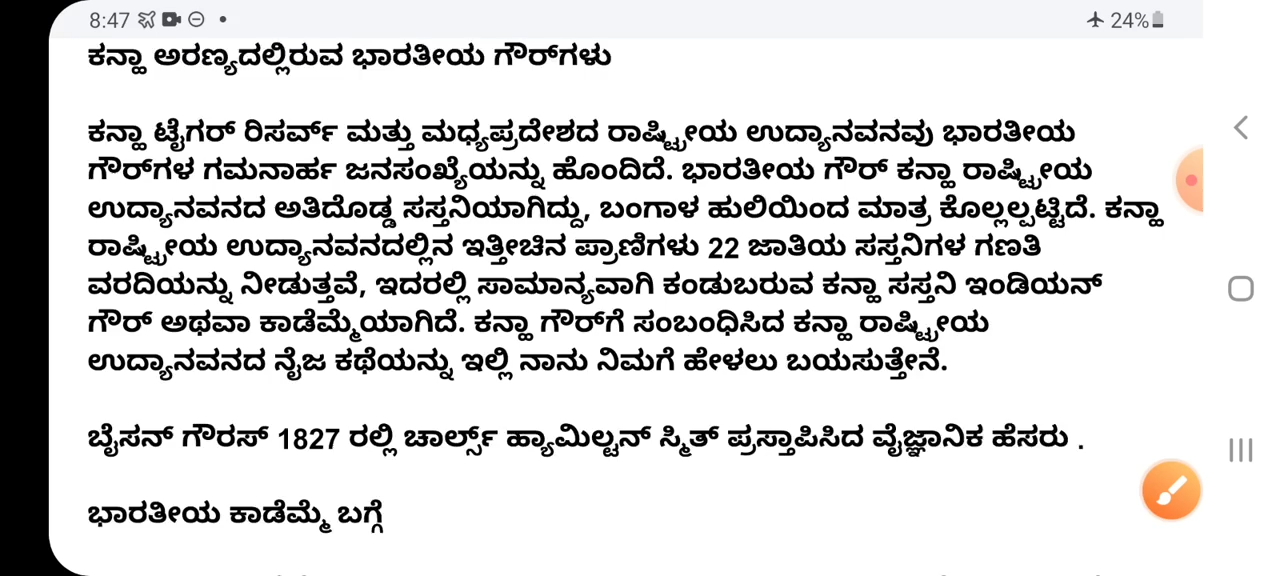 8:47
24%
ಕನ್ಹಾ ಅರಣ್ಯದಲ್ಲಿರುವ ಭಾರತೀಯ ಗೌರ್‌ಗಳು
ಕನ್ಹಾ ಟೈಗರ್ ರಿಸರ್ವ್ ಮತ್ತು ಮಧ್ಯಪ್ರದೇಶದ ರಾಷ್ಟ್ರೀಯ ಉದ್ಯಾನವನವು ಭಾರತೀಯ
ಗೌರ್‌ಗಳ ಗಮನಾರ್ಹ ಜನಸಂಖ್ಯೆಯನ್ನು ಹೊಂದಿದೆ. ಭಾರತೀಯ ಗೌರ್ ಕನ್ಹಾ ರಾಷ್ಟ್ರೀಯ
ಉದ್ಯಾನವನದ ಅತಿದೊಡ್ಡ ಸಸ್ತನಿಯಾಗಿದ್ದು, ಬಂಗಾಳ ಹುಲಿಯಿಂದ ಮಾತ್ರ ಕೊಲ್ಲಲ್ಪಟ್ಟಿದೆ. ಕನ್ಹಾ
ರಾಷ್ಟ್ರೀಯ ಉದ್ಯಾನವನದಲ್ಲಿನ ಇತ್ತೀಚಿನ ಪ್ರಾಣಿಗಳು 22 ಜಾತಿಯ ಸಸ್ತನಿಗಳ ಗಣತಿ
ವರದಿಯನ್ನು ನೀಡುತ್ತವೆ, ಇದರಲ್ಲಿ ಸಾಮಾನ್ಯವಾಗಿ ಕಂಡುಬರುವ ಕನ್ಹಾ ಸಸ್ತನಿ ಇಂಡಿಯನ್
ಗೌರ್ ಅಥವಾ ಕಾಡೆಮ್ಮೆಯಾಗಿದೆ. ಕನ್ಹಾ ಗೌರ್‌ಗೆ ಸಂಬಂಧಿಸಿದ ಕನ್ಹಾ ರಾಷ್ಟ್ರೀಯ
ಉದ್ಯಾನವನದ ನೈಜ ಕಥೆಯನ್ನು ಇಲ್ಲಿ ನಾನು ನಿಮಗೆ ಹೇಳಲು ಬಯಸುತ್ತೇನೆ.
ಬೈಸನ್ ಗೌರಸ್ 1827 ರಲ್ಲಿ ಚಾರ್ಲ್ಸ್ ಹ್ಯಾಮಿಲ್ಟನ್ ಸ್ಮಿತ್ ಪ್ರಸ್ತಾಪಿಸಿದ ವೈಜ್ಞಾನಿಕ ಹೆಸರು .
ಭಾರತೀಯ ಕಾಡೆಮ್ಮೆ ಬಗ್ಗೆ